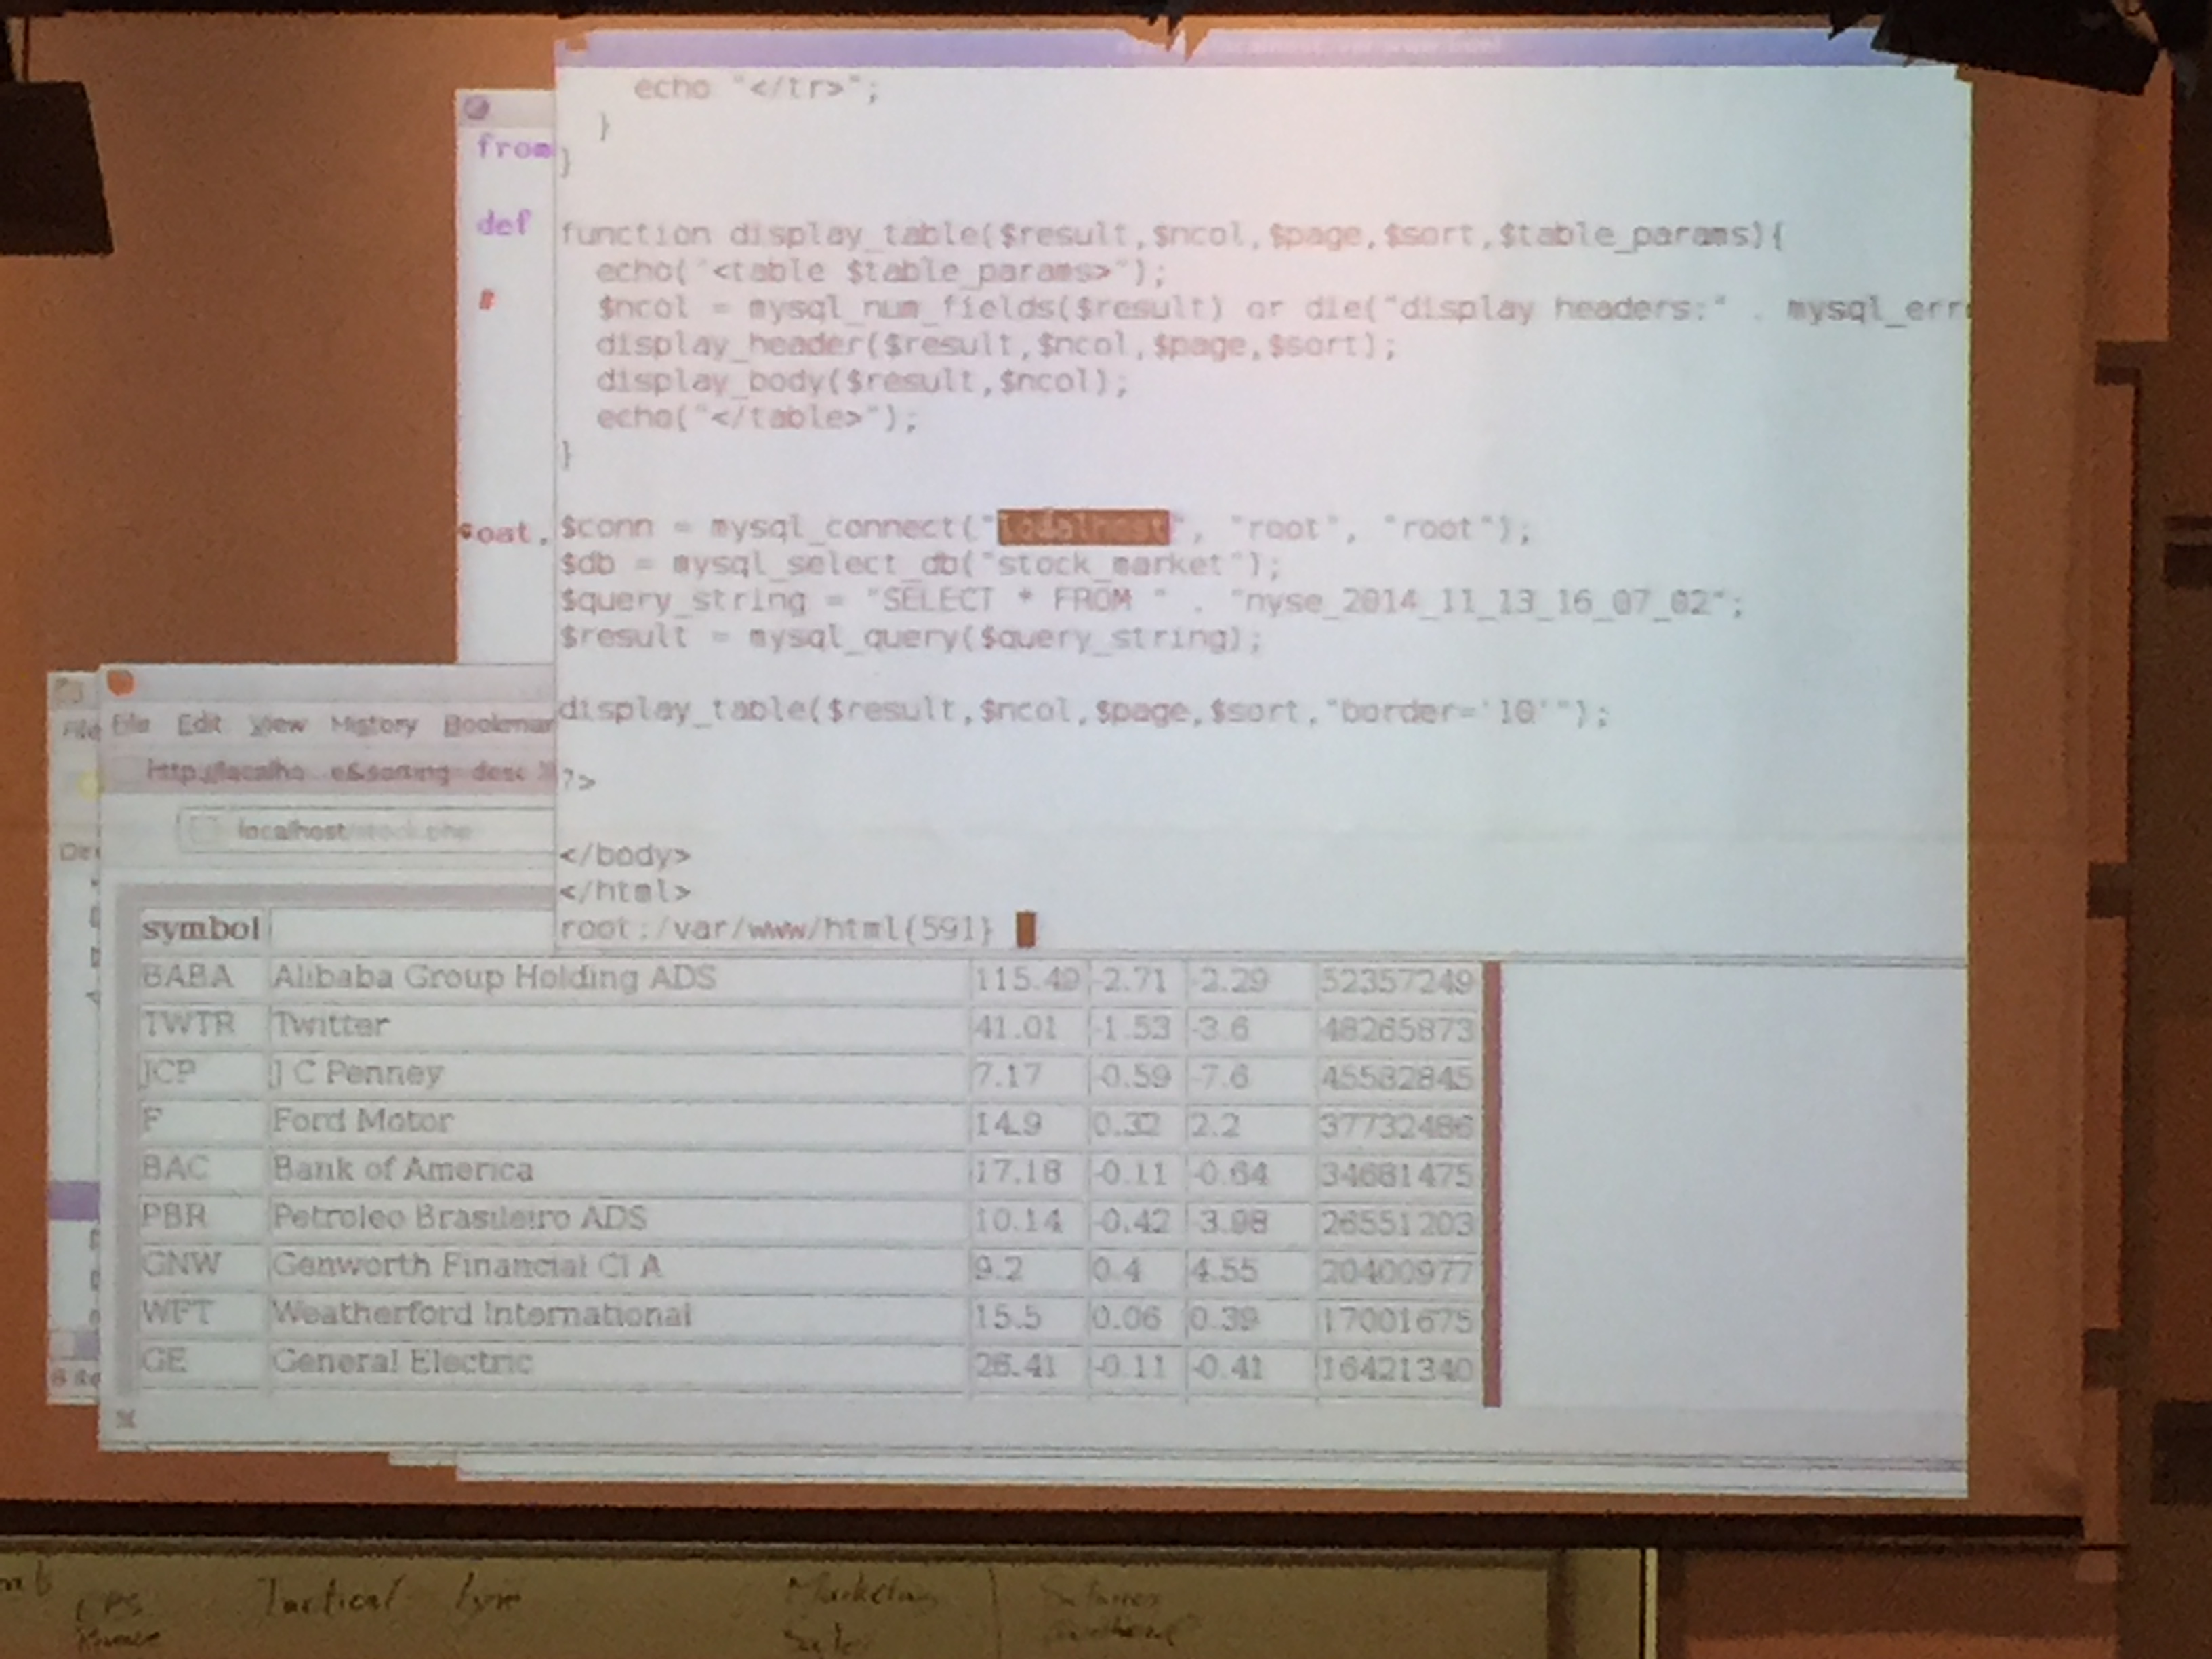 echo "</tr>";
}
}
from
def
#
function display_table($result,$ncol,$page,$sort,$table_params){
echo("<table $table_params>");
$ncol = mysql_num_fields($result) or die("display headers:" . mysql_err
display_header($result,$ncol,$page,$sort);
display_body($result,$ncol);
echo("</table>");
}
oat.
$conn = mysql_connect("localhost", "root", "root");
$db = mysql_select_db("stock_market");
$query_string = "SELECT * FROM " . "nyse_2014_11_13_16_07_02";
$result = mysql_query($query_string);
display_table($result,$ncol,$page,$sort,"border='10'");
?>
</body>
</html>
root:/var/www/html{591}
File
File Edit View History Bookmar
http://localho...e&sorting=desc
localhost/stock.php
symbol
BABA Alibaba Group Holding ADS 115.49 -2.71 -2.29 52357249
TWTR Twitter 41.01 -1.53 -3.6 48265873
JCP J C Penney 7.17 -0.59 -7.6 45582845
F Ford Motor 14.9 0.32 2.2 37732486
BAC Bank of America 17.18 -0.11 -0.64 34681475
PBR Petroleo Brasileiro ADS 10.14 -0.42 -3.98 26551203
GNW Genworth Financial Cl A 9.2 0.4 4.55 20400977
WFT Weatherford International 15.5 0.06 0.39 17001675
GE General Electric 26.41 -0.11 -0.41 16421340
Tactical
Marketing